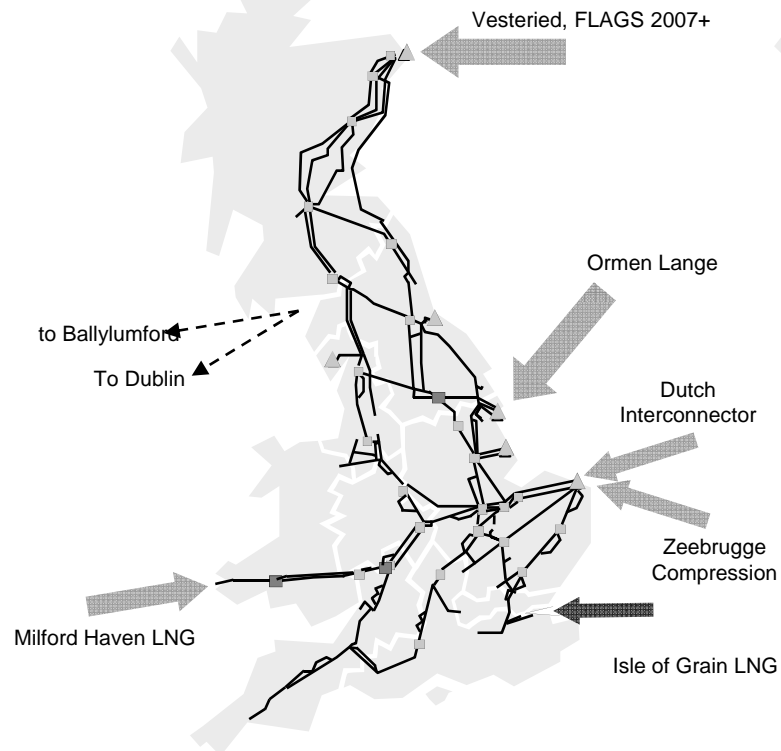 Vesteried, FLAGS 2007+
Ormen Lange
to Ballylumford
To Dublin
Dutch
Interconnector
Zeebrugge
Compression
Milford Haven LNG
Isle of Grain LNG